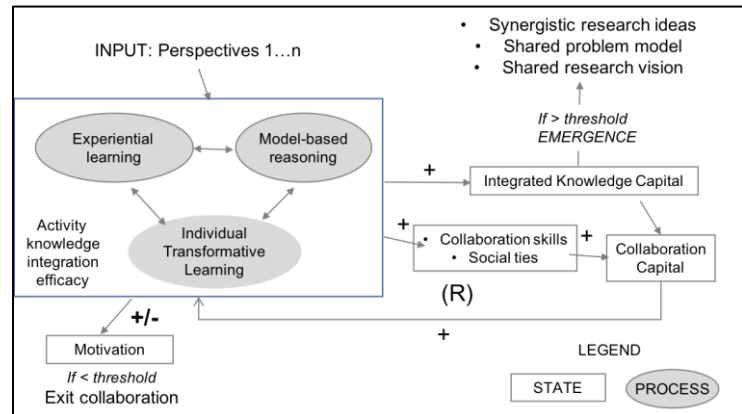 INPUT: Perspectives 1…n
• Synergistic research ideas
• Shared problem model
• Shared research vision
If > threshold
EMERGENCE
Experiential
learning
Model-based
reasoning
Individual
Transformative
Learning
Activity
knowledge
integration
efficacy
+
Integrated Knowledge Capital
+
• Collaboration skills
• Social ties
+
Collaboration
Capital
(R)
+
+/-
Motivation
If < threshold
Exit collaboration
LEGEND
STATE
PROCESS